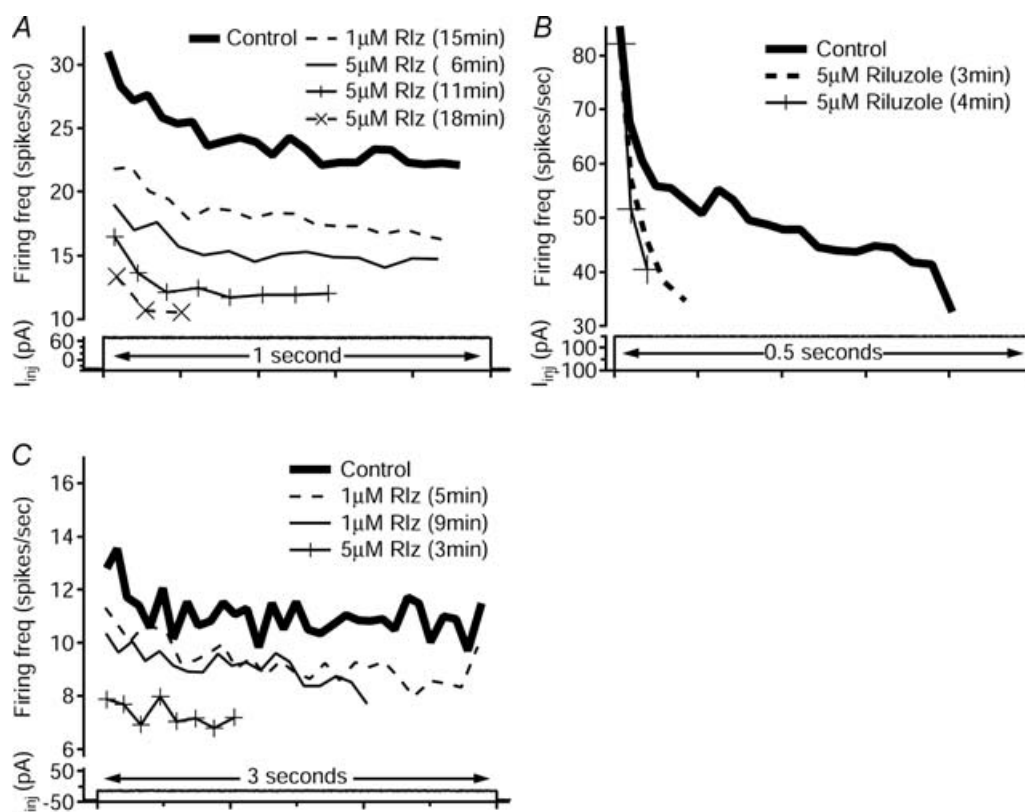 A
Control
1μM Rlz (15min)
5μM Rlz ( 6min)
5μM Rlz (11min)
5μM Rlz (18min)
Firing freq (spikes/sec)
30
25
20
15
10
Iinj (pA)
60
0
1 second
B
Control
5μM Riluzole (3min)
5μM Riluzole (4min)
Firing freq (spikes/sec)
80
70
60
50
40
30
Iinj (pA)
100
100
0.5 seconds
C
Control
1μM Rlz (5min)
1μM Rlz (9min)
5μM Rlz (3min)
Firing freq (spikes/sec)
16
14
12
10
8
6
inj (pA)
50
-50
3 seconds